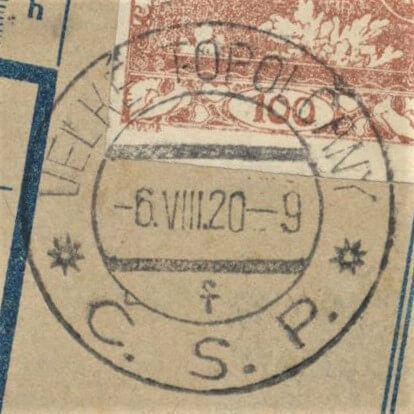 h
100
VELKÉ TOPOLČANY
-6.VIII.20-9
f
C. S. P.